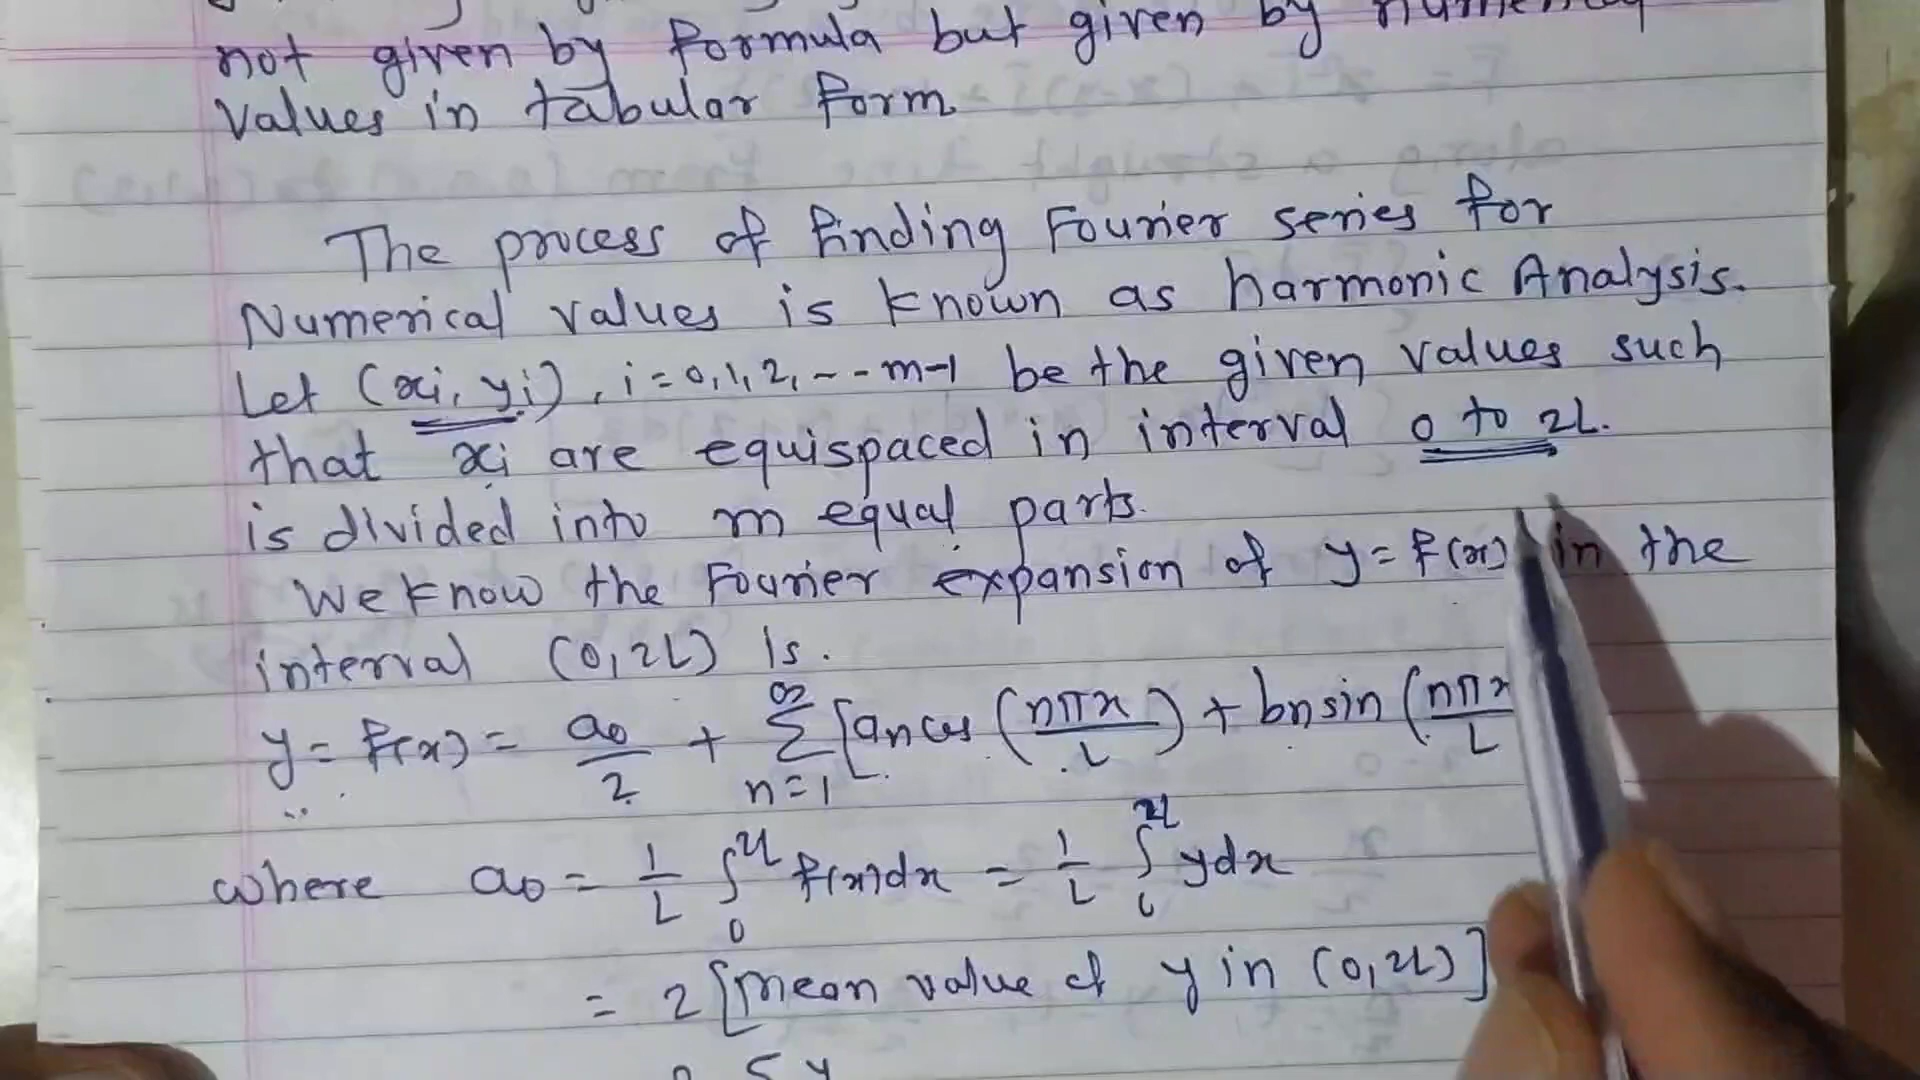 not given by formula but given by numerical
values in tabular form.
The process of finding Fourier series for
Numerical values is known as harmonic Analysis.
Let (xi, yi), i = 0, 1, 2, -- m-1 be the given values such
that xi are equispaced in interval 0 to 2L.
is divided into m equal parts.
We know the Fourier expansion of y = f(x) in the
interval (0, 2L) is.
y = f(x) = a0/2 + ∞Σn=1 [an cos (nπx/L) + bn sin (nπx/L
where a0 = 1/L ∫0^2L f(x)dx = 1/L ∫0^2L ydx
= 2 [mean value of y in (0, 2L)]
Σ y